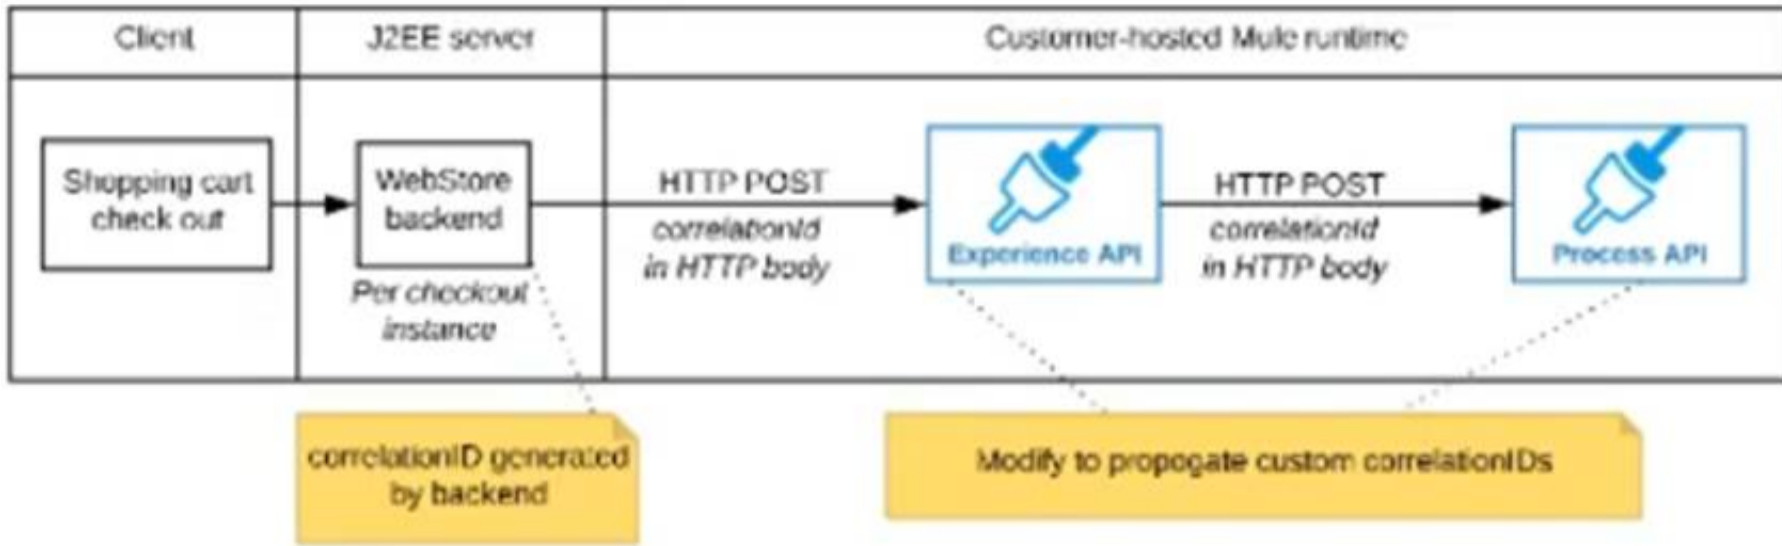 Client
J2EE server
Customer-hosted Mule runtime
Shopping cart
check out
WebStore
backend
Per checkout
instance
HTTP POST
correlationId
in HTTP body
Experience API
HTTP POST
correlationId
in HTTP body
Process API
correlationID generated
by backend
Modify to propogate custom correlationIDs